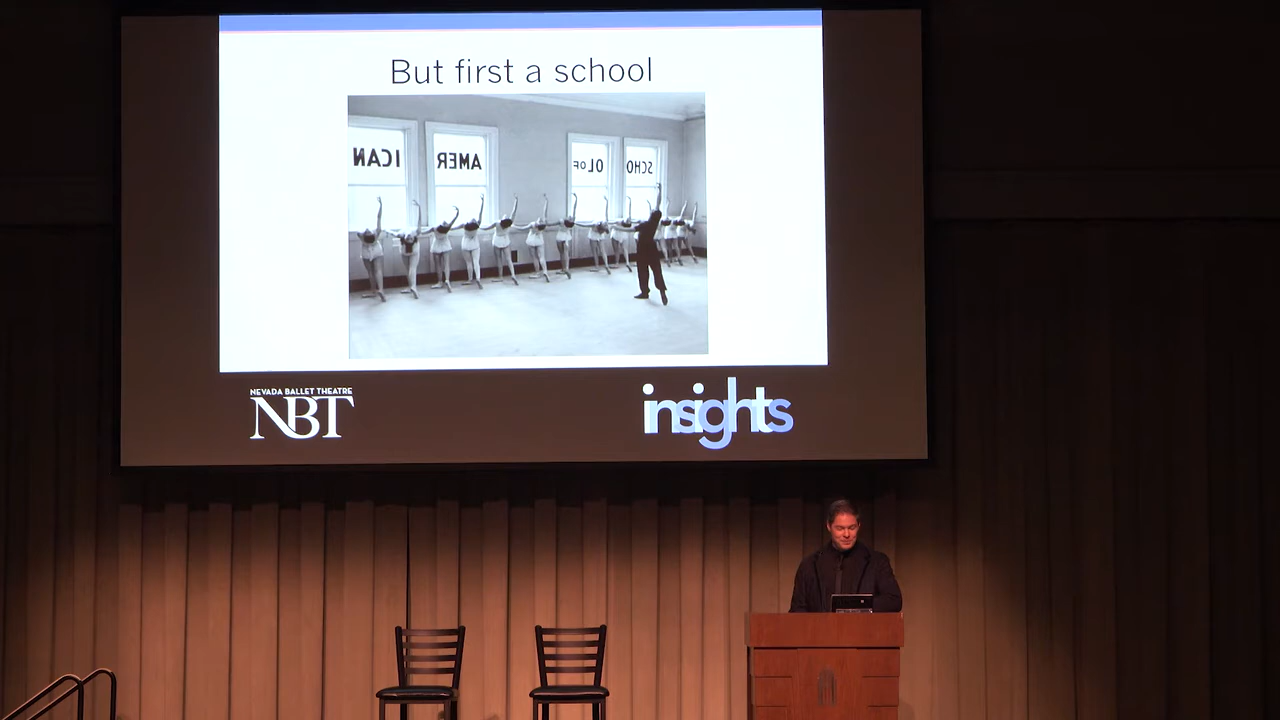 But first a school
ICAN AMER OL OF SCHO
NEVADA BALLET THEATRE
NBT
insights